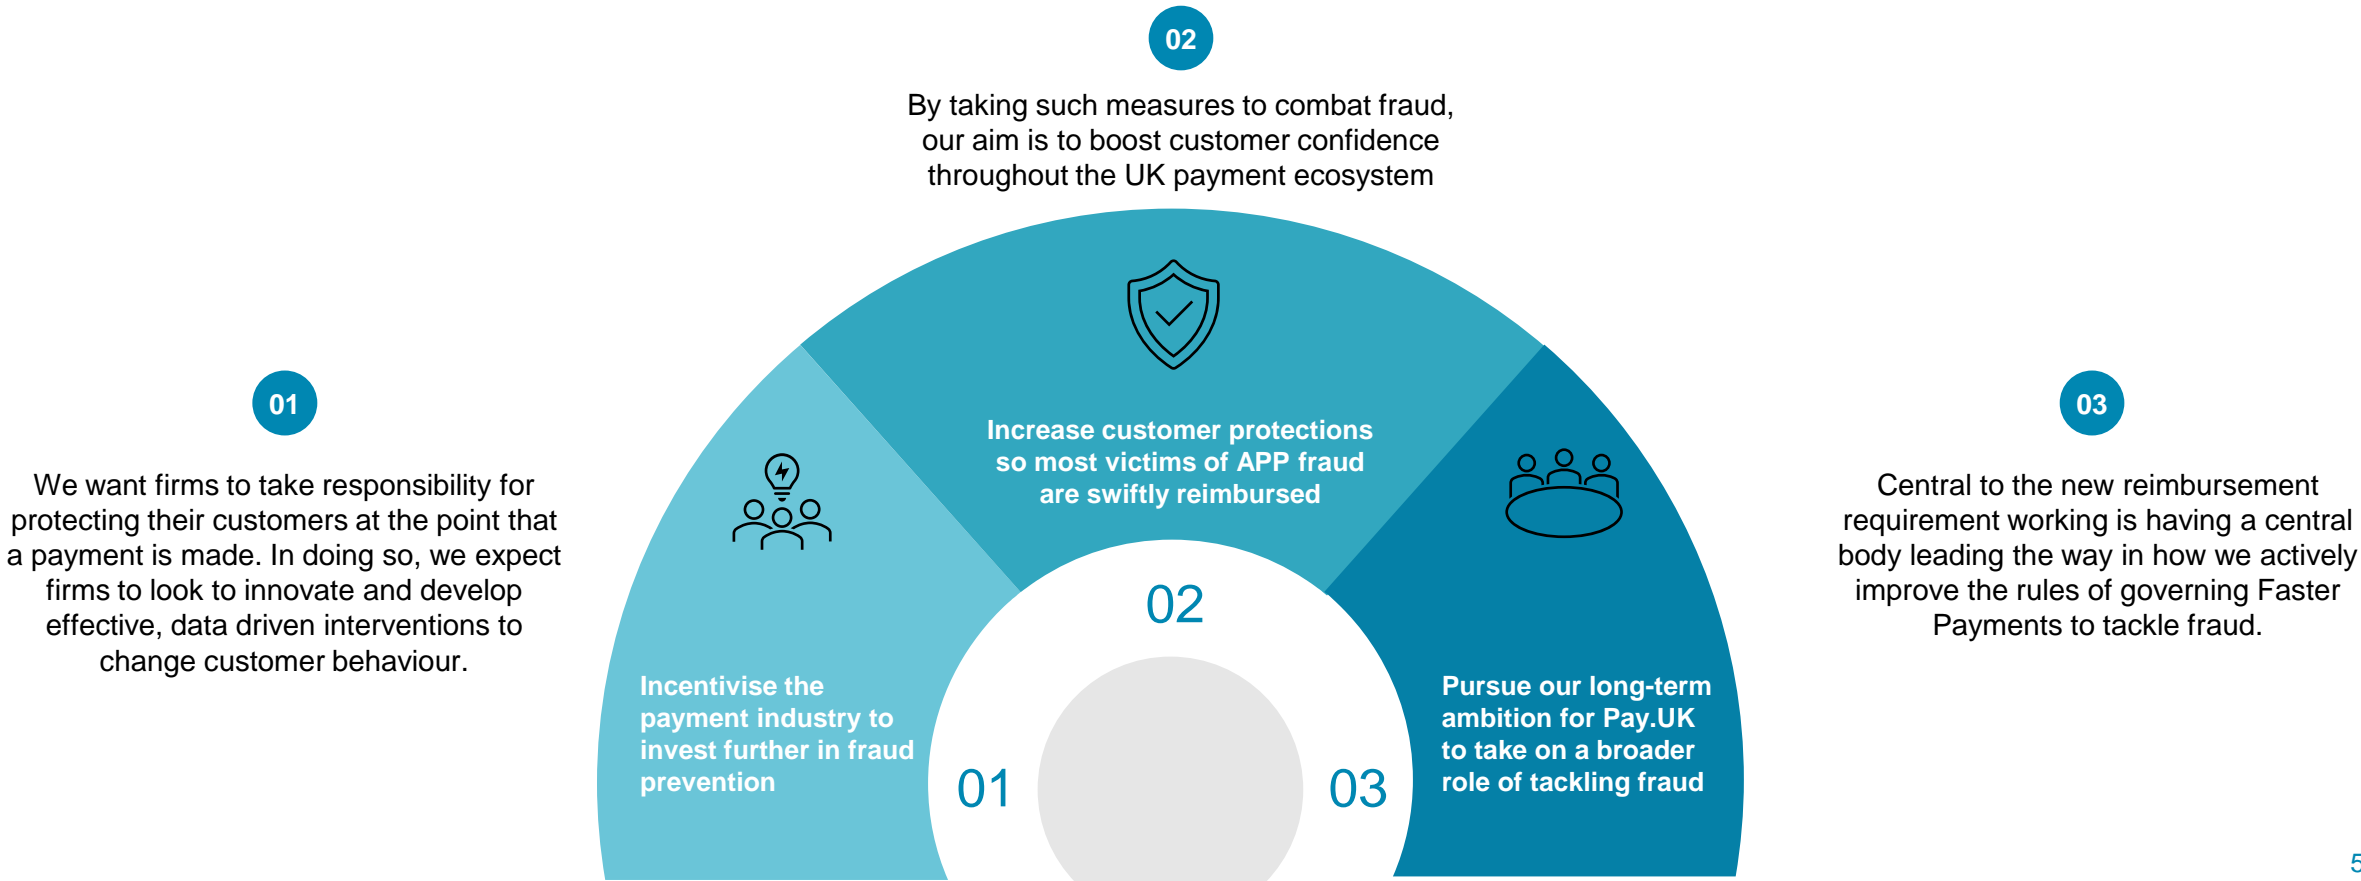 02
By taking such measures to combat fraud,
our aim is to boost customer confidence
throughout the UK payment ecosystem
01
We want firms to take responsibility for
protecting their customers at the point that
a payment is made. In doing so, we expect
firms to look to innovate and develop
effective, data driven interventions to
change customer behaviour.
Increase customer protections
so most victims of APP fraud
are swiftly reimbursed
03
Central to the new reimbursement
requirement working is having a central
body leading the way in how we actively
improve the rules of governing Faster
Payments to tackle fraud.
02
Incentivise the
payment industry to
invest further in fraud
prevention
01
03
Pursue our long-term
ambition for Pay.UK
to take on a broader
role of tackling fraud
5